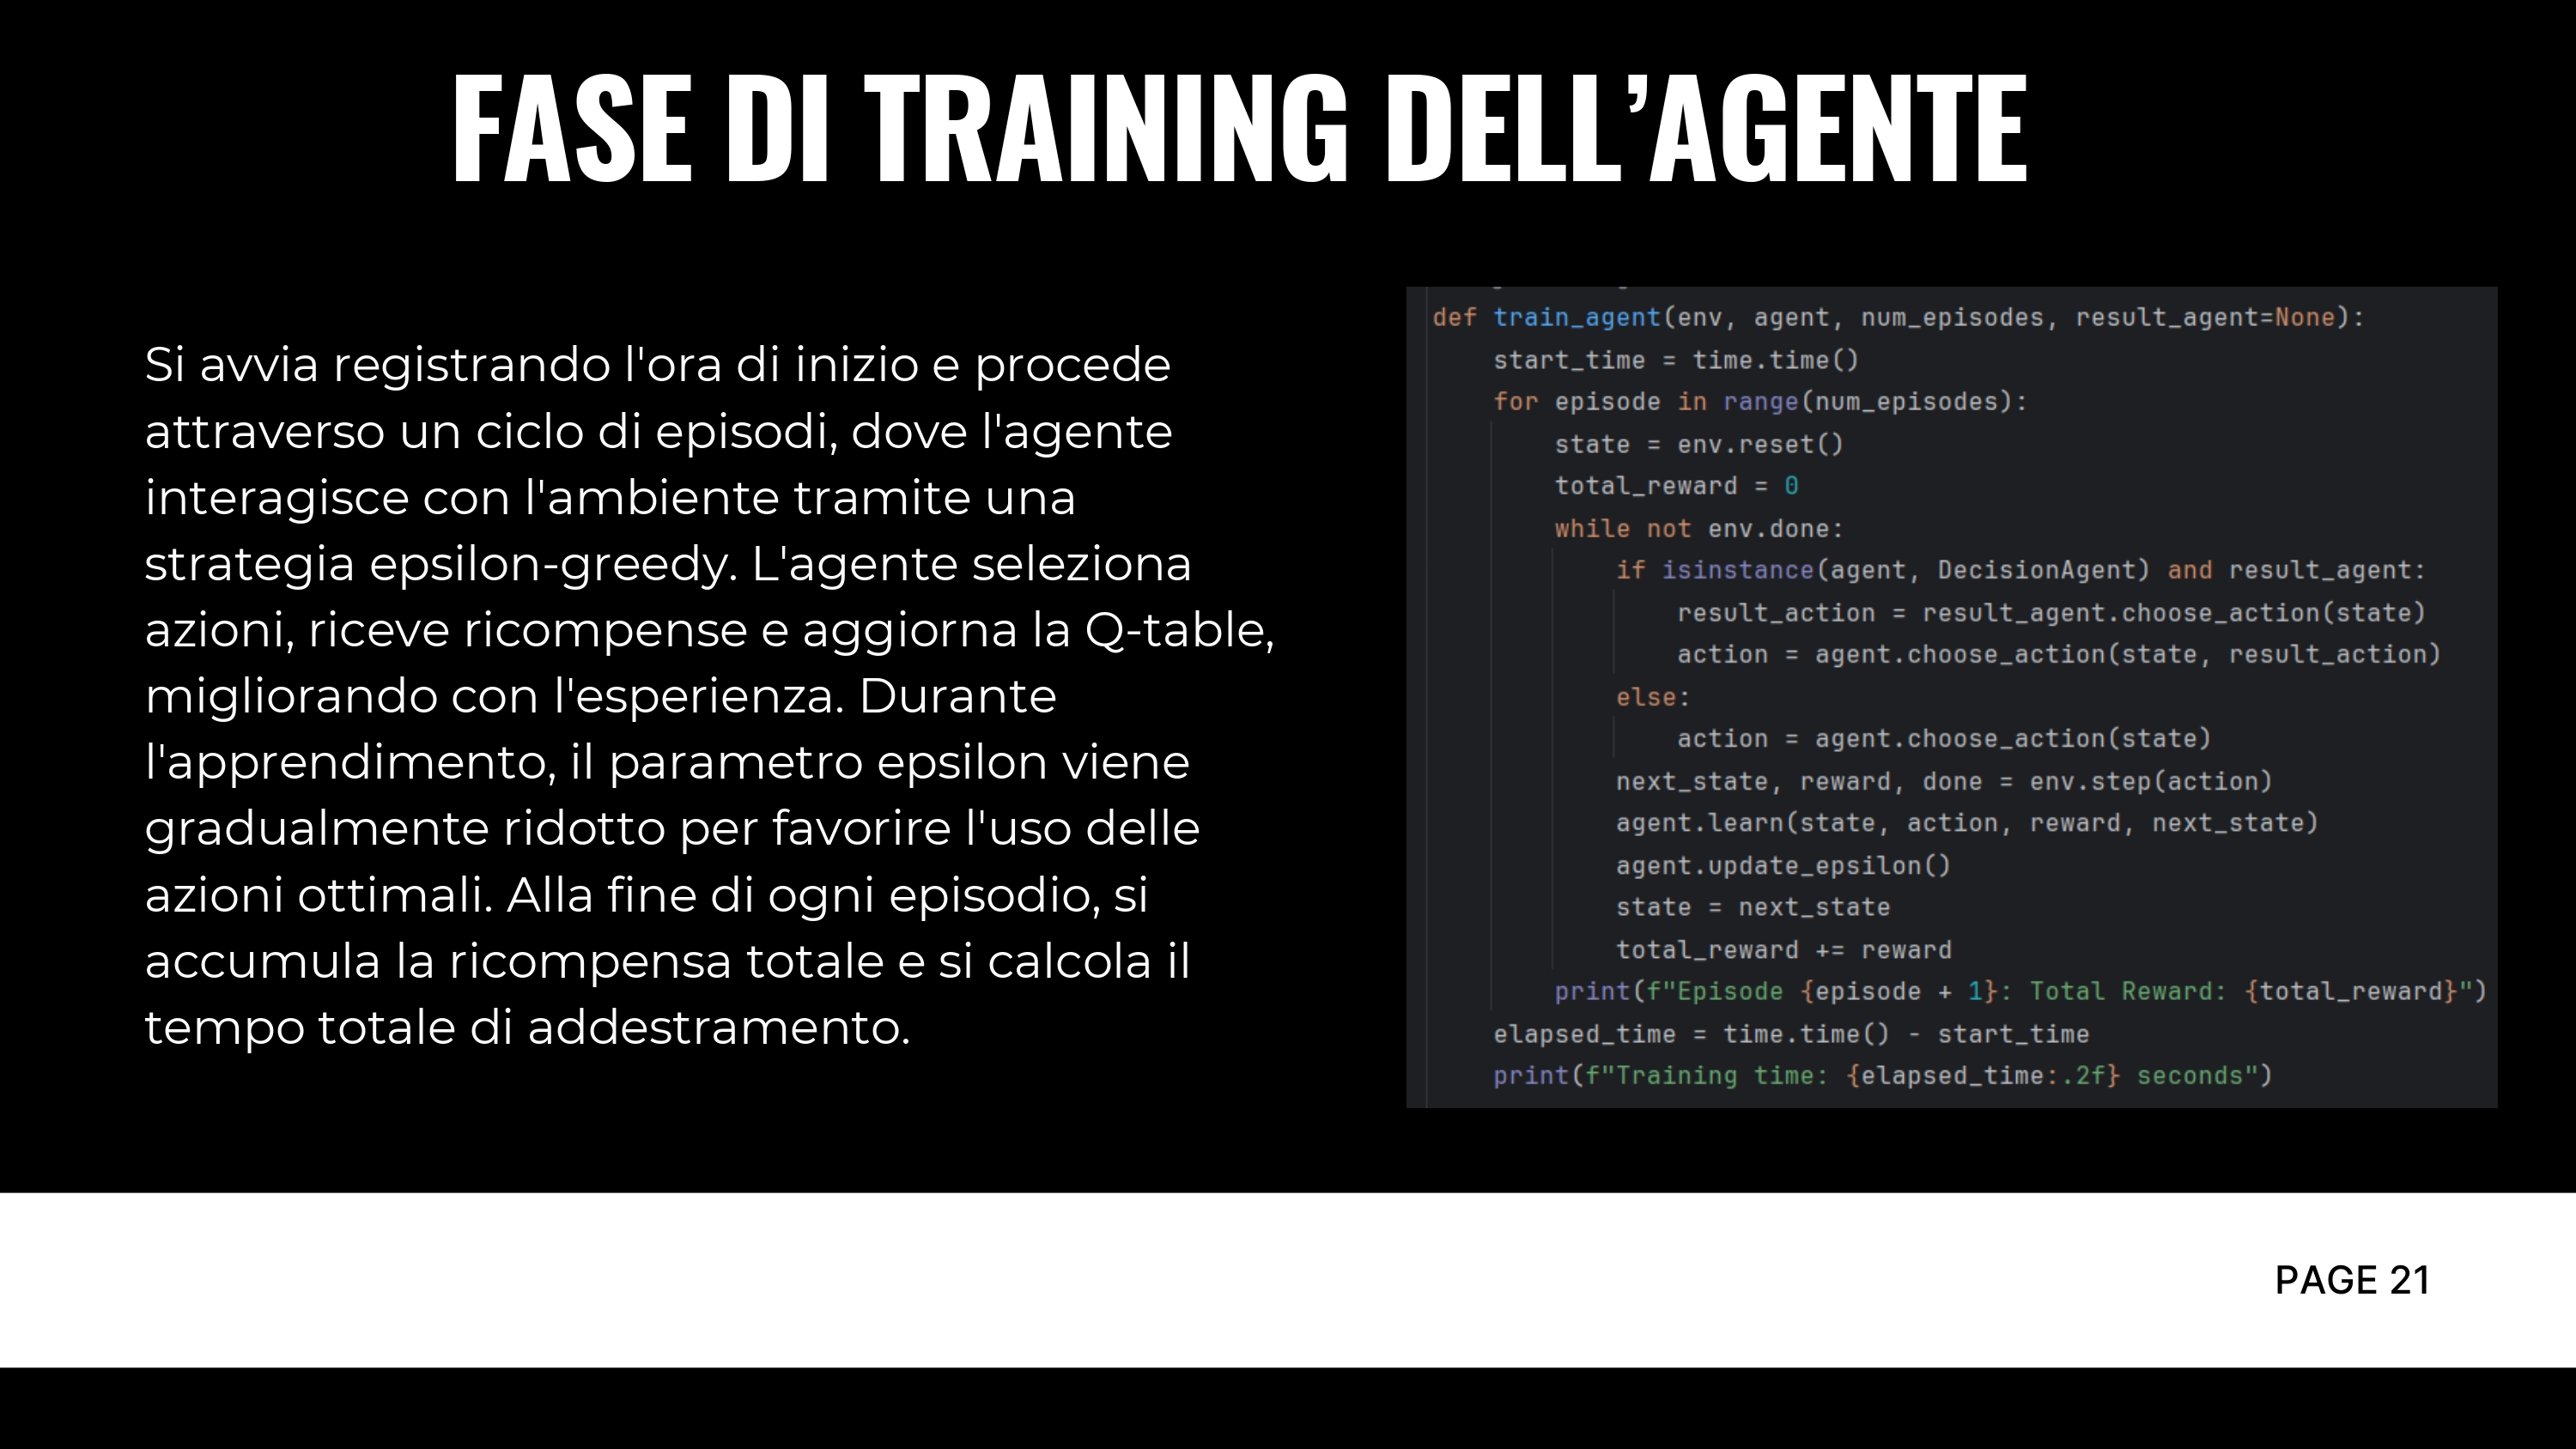 FASE DI TRAINING DELL’AGENTE
Si avvia registrando l'ora di inizio e procede
attraverso un ciclo di episodi, dove l'agente
interagisce con l'ambiente tramite una
strategia epsilon-greedy. L'agente seleziona
azioni, riceve ricompense e aggiorna la Q-table,
migliorando con l'esperienza. Durante
l'apprendimento, il parametro epsilon viene
gradualmente ridotto per favorire l'uso delle
azioni ottimali. Alla fine di ogni episodio, si
accumula la ricompensa totale e si calcola il
tempo totale di addestramento.
def train_agent(env, agent, num_episodes, result_agent=None):
    start_time = time.time()
    for episode in range(num_episodes):
        state = env.reset()
        total_reward = 0
        while not env.done:
            if isinstance(agent, DecisionAgent) and result_agent:
                result_action = result_agent.choose_action(state)
                action = agent.choose_action(state, result_action)
            else:
                action = agent.choose_action(state)
            next_state, reward, done = env.step(action)
            agent.learn(state, action, reward, next_state)
            agent.update_epsilon()
            state = next_state
            total_reward += reward
        print(f"Episode {episode + 1}: Total Reward: {total_reward}")
    elapsed_time = time.time() - start_time
    print(f"Training time: {elapsed_time:.2f} seconds")
PAGE 21